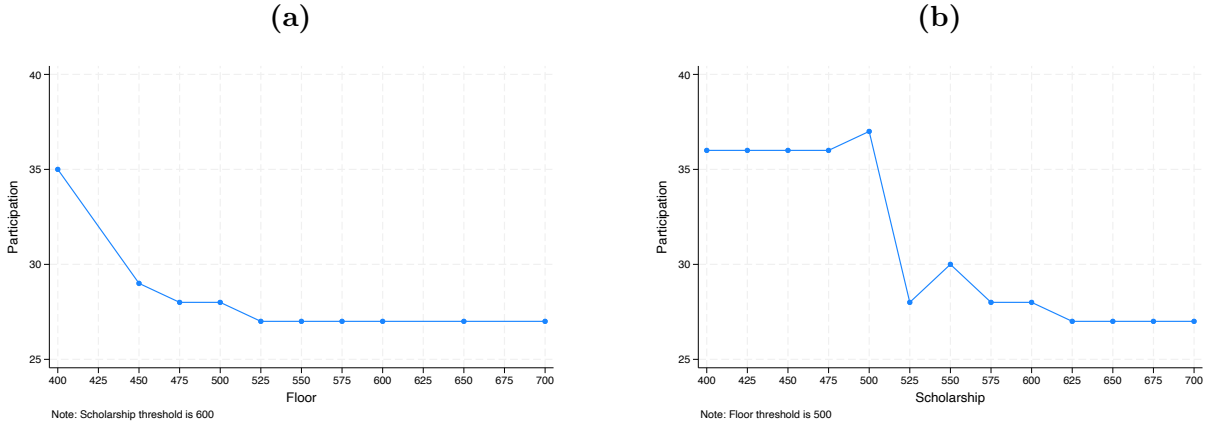 (a)
40
35
30
25
Participation
400 425 450 475 500 525 550 575 600 625 650 675 700
Floor
Note: Scholarship threshold is 600
(b)
40
35
30
25
Participation
400 425 450 475 500 525 550 575 600 625 650 675 700
Scholarship
Note: Floor threshold is 500